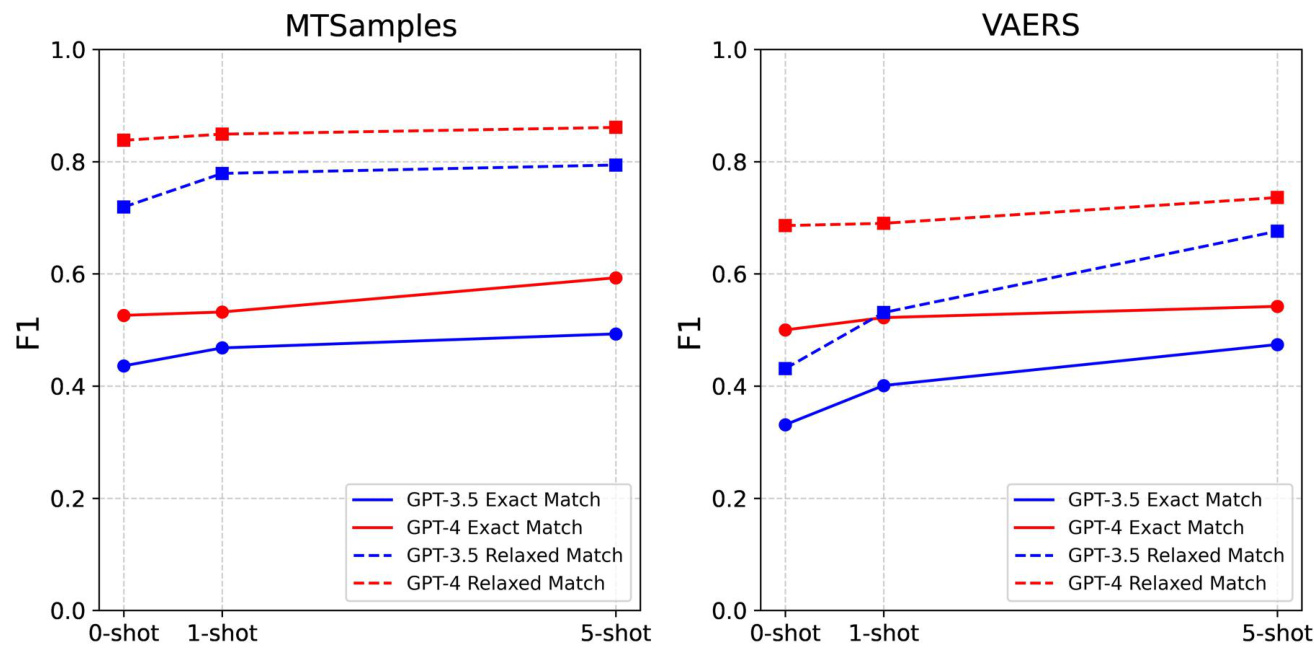 MTSamples
1.0
0.8
0.6
0.4
0.2
0.0
F1
0-shot
1-shot
5-shot
GPT-3.5 Exact Match
GPT-4 Exact Match
GPT-3.5 Relaxed Match
GPT-4 Relaxed Match
VAERS
1.0
0.8
0.6
0.4
0.2
0.0
F1
0-shot
1-shot
5-shot
GPT-3.5 Exact Match
GPT-4 Exact Match
GPT-3.5 Relaxed Match
GPT-4 Relaxed Match